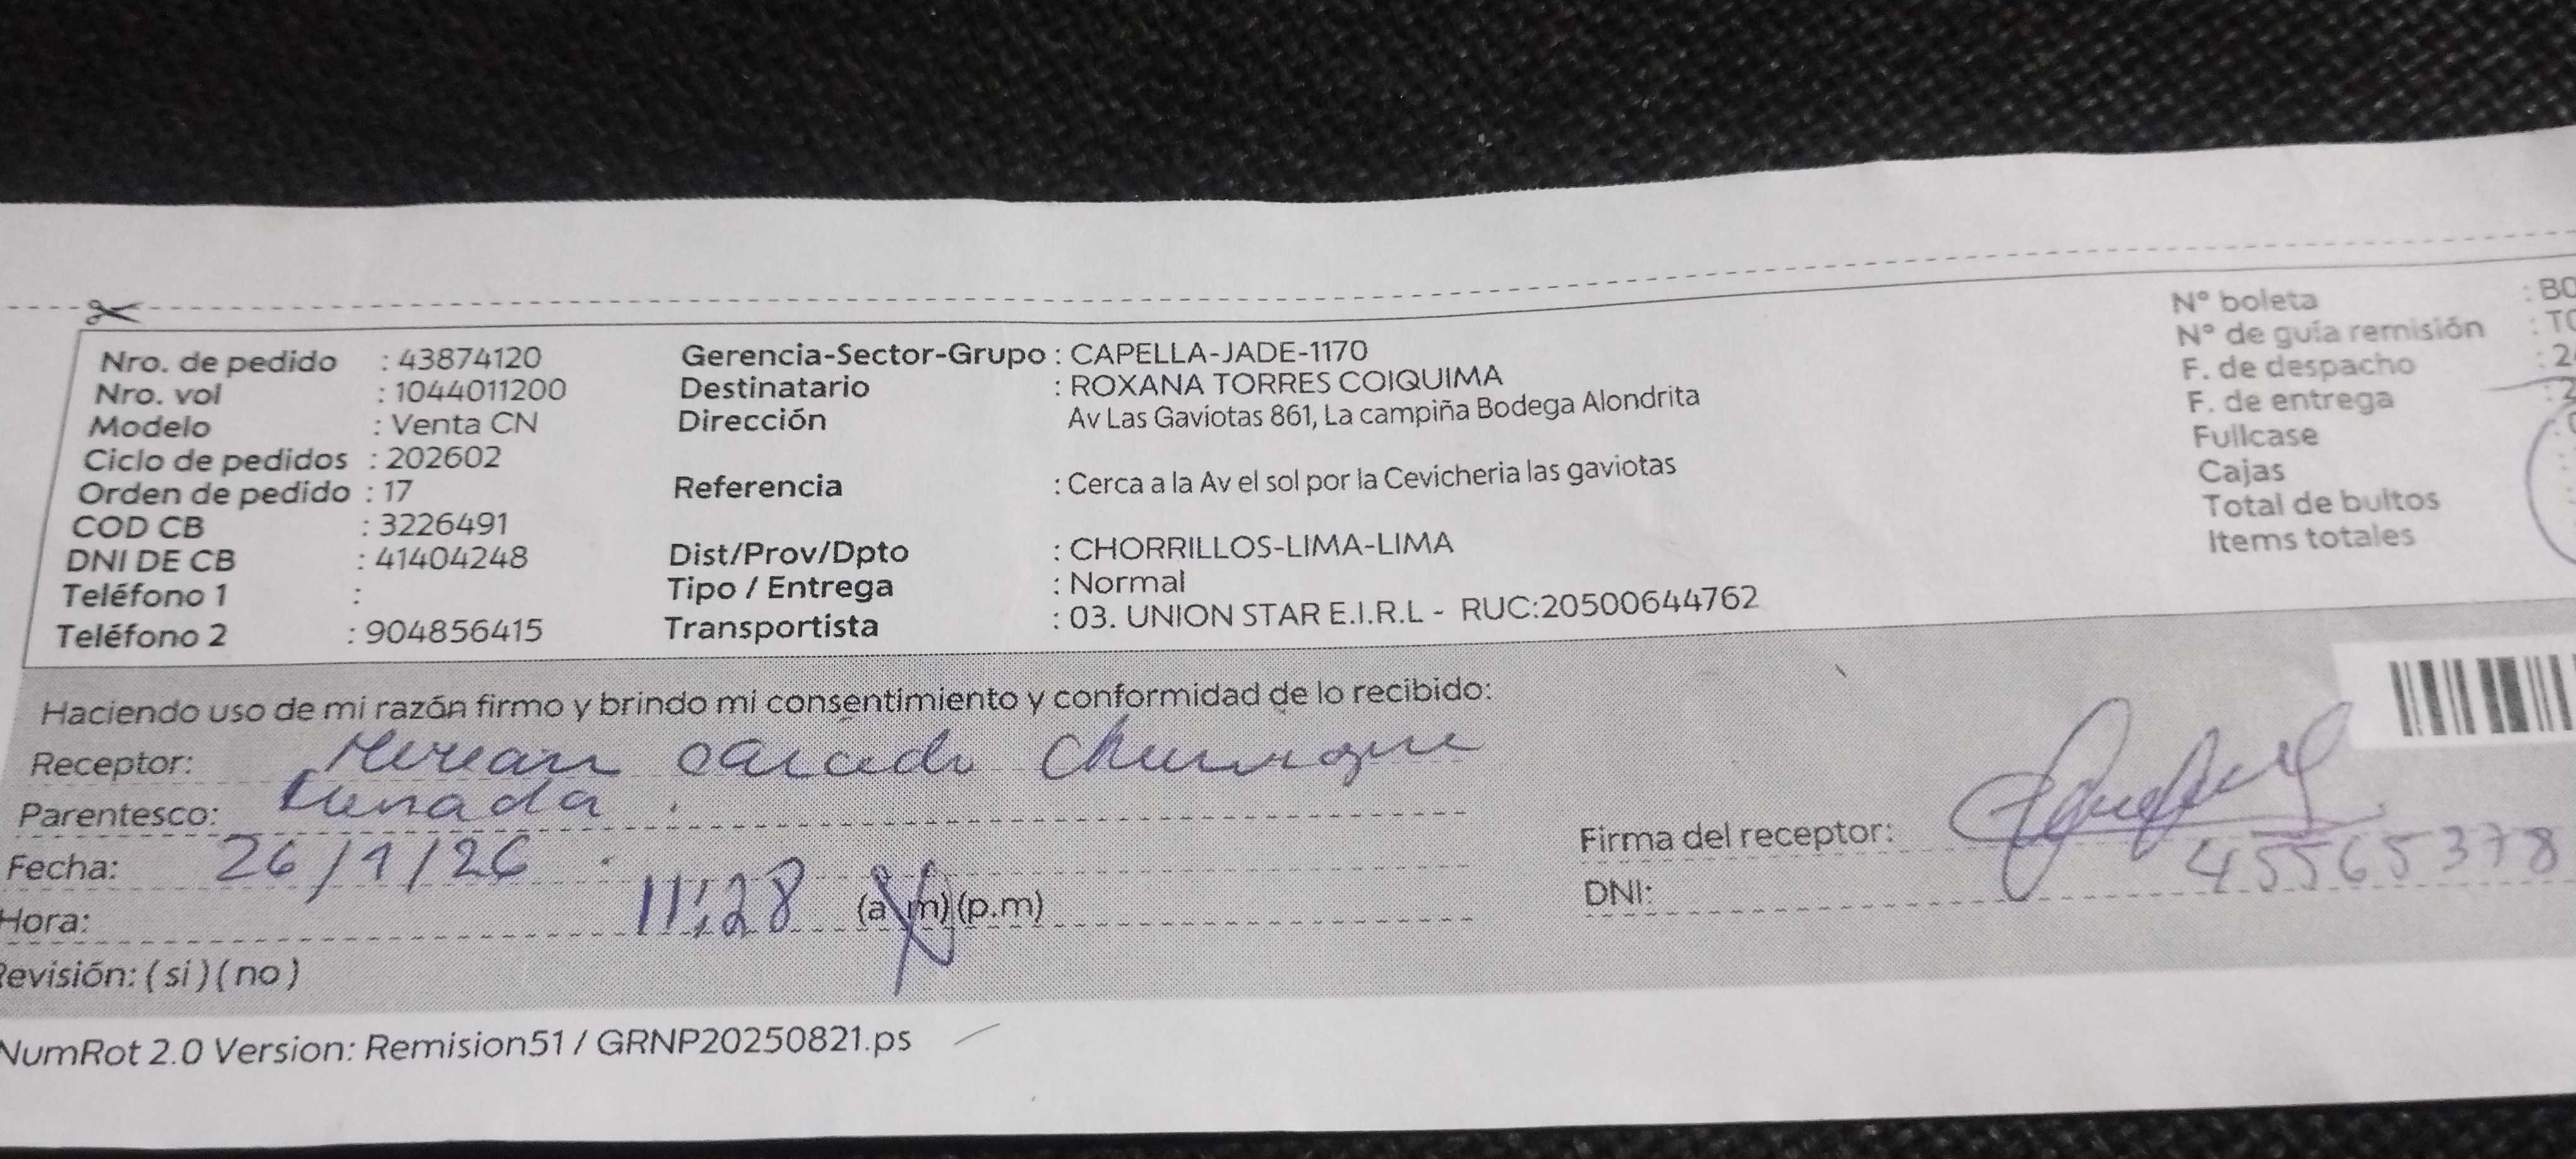 Nro. de pedido : 43874120
Nro. vol : 1044011200
Modelo : Venta CN
Ciclo de pedidos : 202602
Orden de pedido : 17
COD CB : 3226491
DNI DE CB : 41404248
Teléfono 1 :
Teléfono 2 : 904856415
Gerencia-Sector-Grupo : CAPELLA-JADE-1170
Destinatario : ROXANA TORRES COIQUIMA
Dirección Av Las Gaviotas 861, La campiña Bodega Alondrita
Referencia : Cerca a la Av el sol por la Cevicheria las gaviotas
Dist/Prov/Dpto : CHORRILLOS-LIMA-LIMA
Tipo / Entrega : Normal
Transportista : 03. UNION STAR E.I.R.L - RUC:20500644762
N° boleta : BO
N° de guía remisión
F. de despacho : 2
F. de entrega
Fullcase
Cajas
Total de bultos
Items totales
Haciendo uso de mi razón firmo y brindo mi consentimiento y conformidad de lo recibido:
Receptor:
Parentesco:
Fecha: 26/1/26
Hora: 11:28 (a.m)(p.m)
Revisión: (si)(no)
Firma del receptor:
DNI: 45565378
NumRot 2.0 Version: Remision51 / GRNP20250821.ps